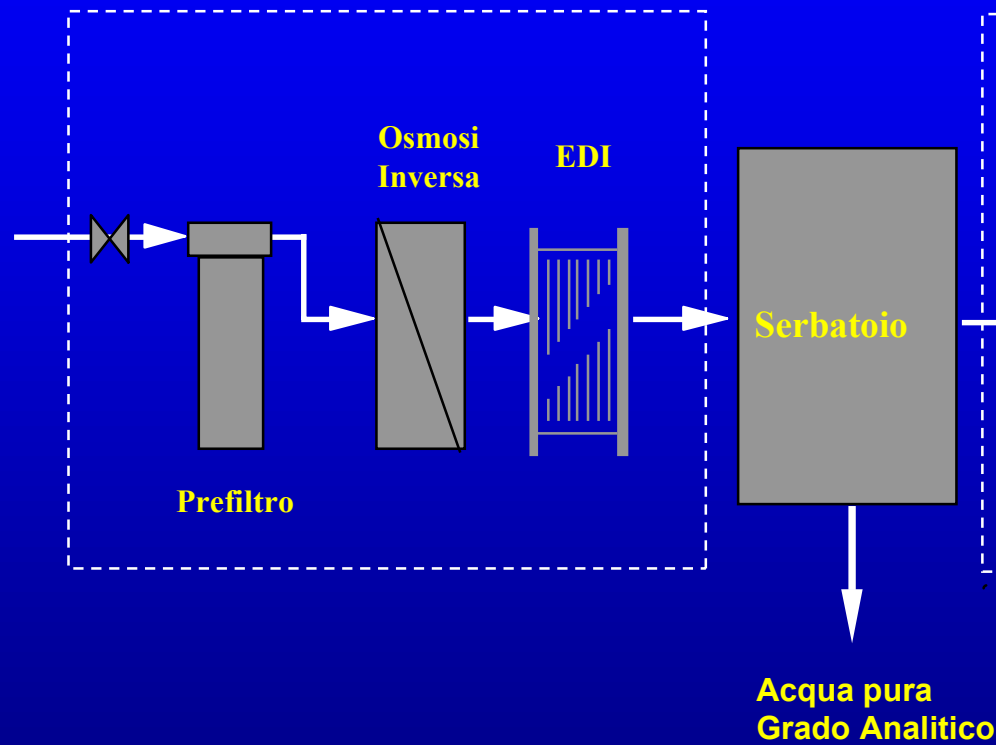 Osmosi
Inversa
EDI
Serbatoio
Prefiltro
Acqua pura
Grado Analitico